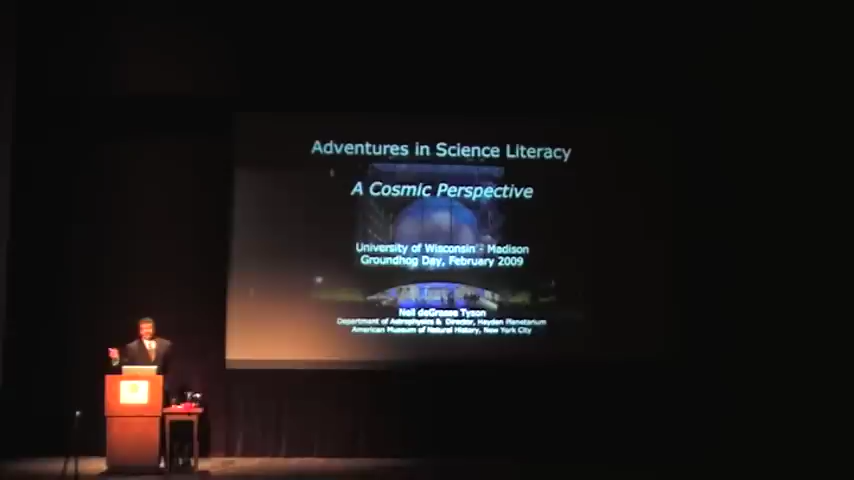 Adventures in Science Literacy
A Cosmic Perspective
University of Wisconsin - Madison
Groundhog Day, February 2009
Neil deGrasse Tyson
Department of Astrophysics & Director, Hayden Planetarium
American Museum of Natural History, New York City